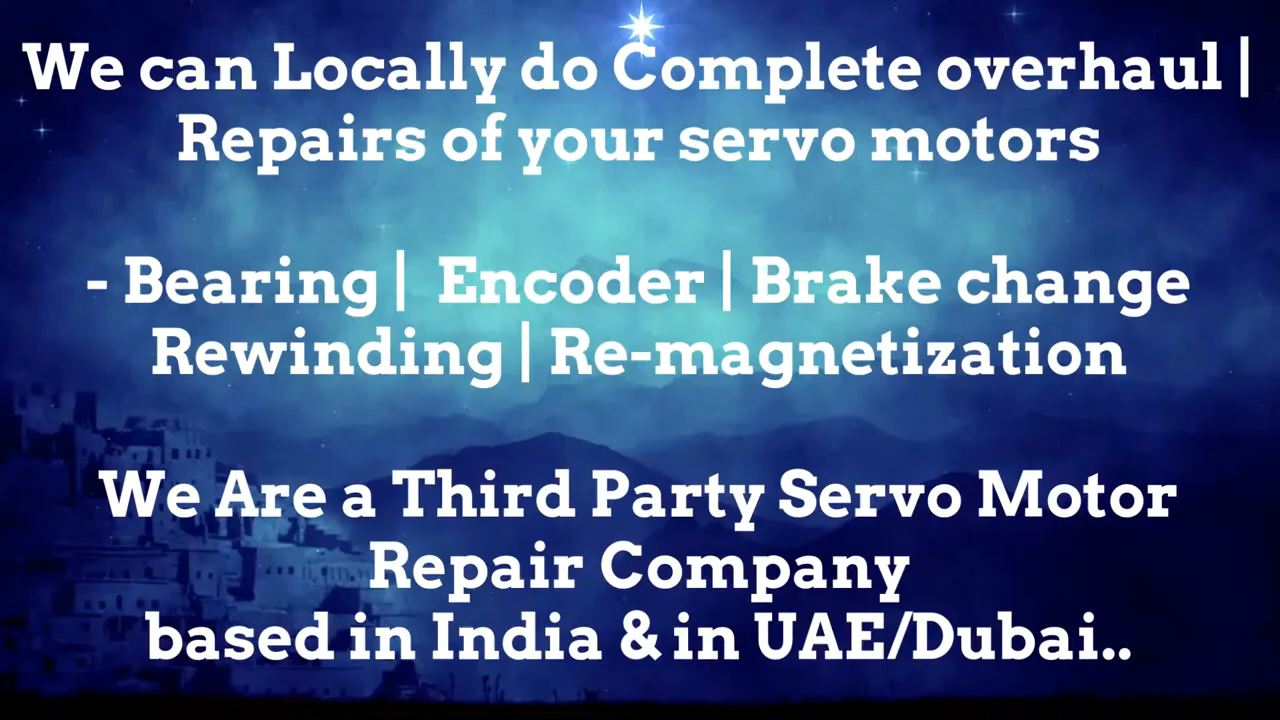 We can Locally do Complete overhaul |
Repairs of your servo motors
- Bearing | Encoder | Brake change
Rewinding | Re-magnetization
We Are a Third Party Servo Motor
Repair Company
based in India & in UAE/Dubai..